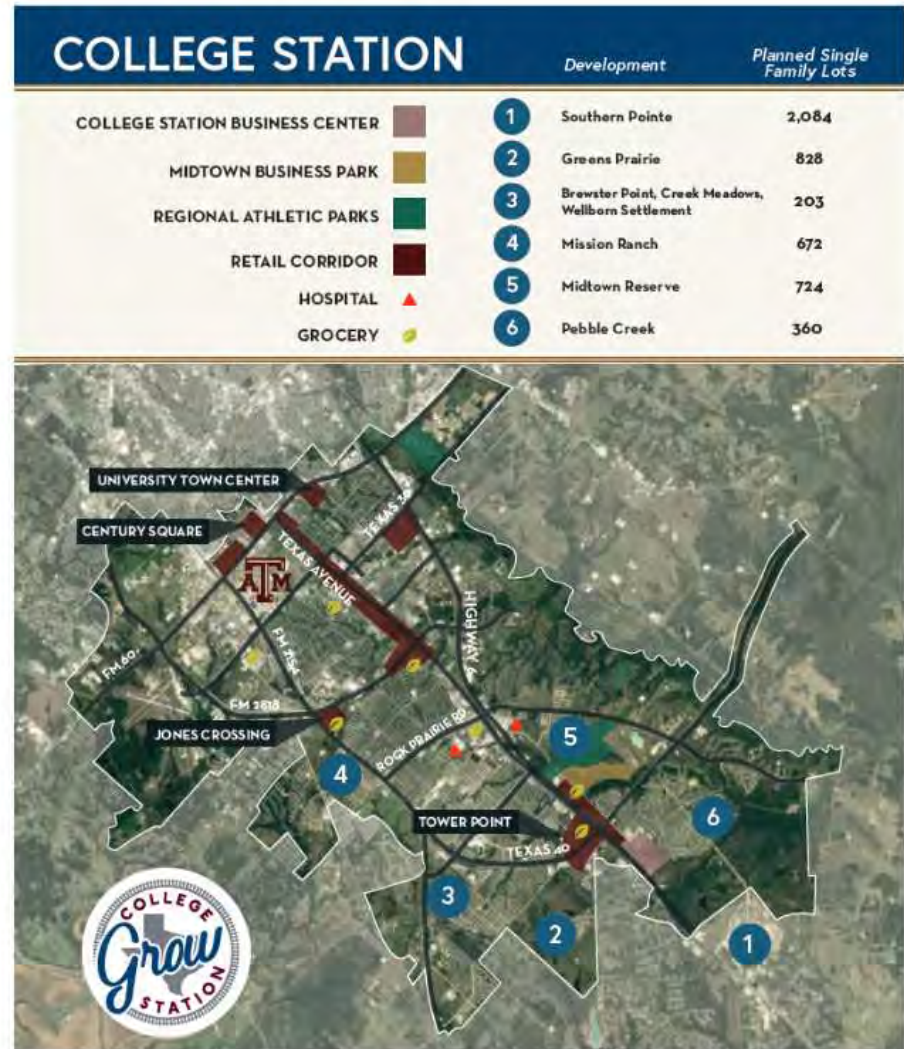 COLLEGE STATION
Development
Planned Single
Family Lots
COLLEGE STATION BUSINESS CENTER
MIDTOWN BUSINESS PARK
REGIONAL ATHLETIC PARKS
RETAIL CORRIDOR
HOSPITAL
GROCERY
1 Southern Pointe 2,084
2 Greens Prairie 828
3 Brewster Point, Creek Meadows,
Wellborn Settlement 203
4 Mission Ranch 672
5 Midtown Reserve 724
6 Pebble Creek 360
UNIVERSITY TOWN CENTER
CENTURY SQUARE
TEXAS AVENUE
TEXAS
ATM
HIGHWAY 6
FM 60
FM 2154
FM 2818
JONES CROSSING
ROCK PRAIRIE RD
5
4
TOWER POINT
6
TEXAS 40
3
2
1
COLLEGE
Grow
STATION